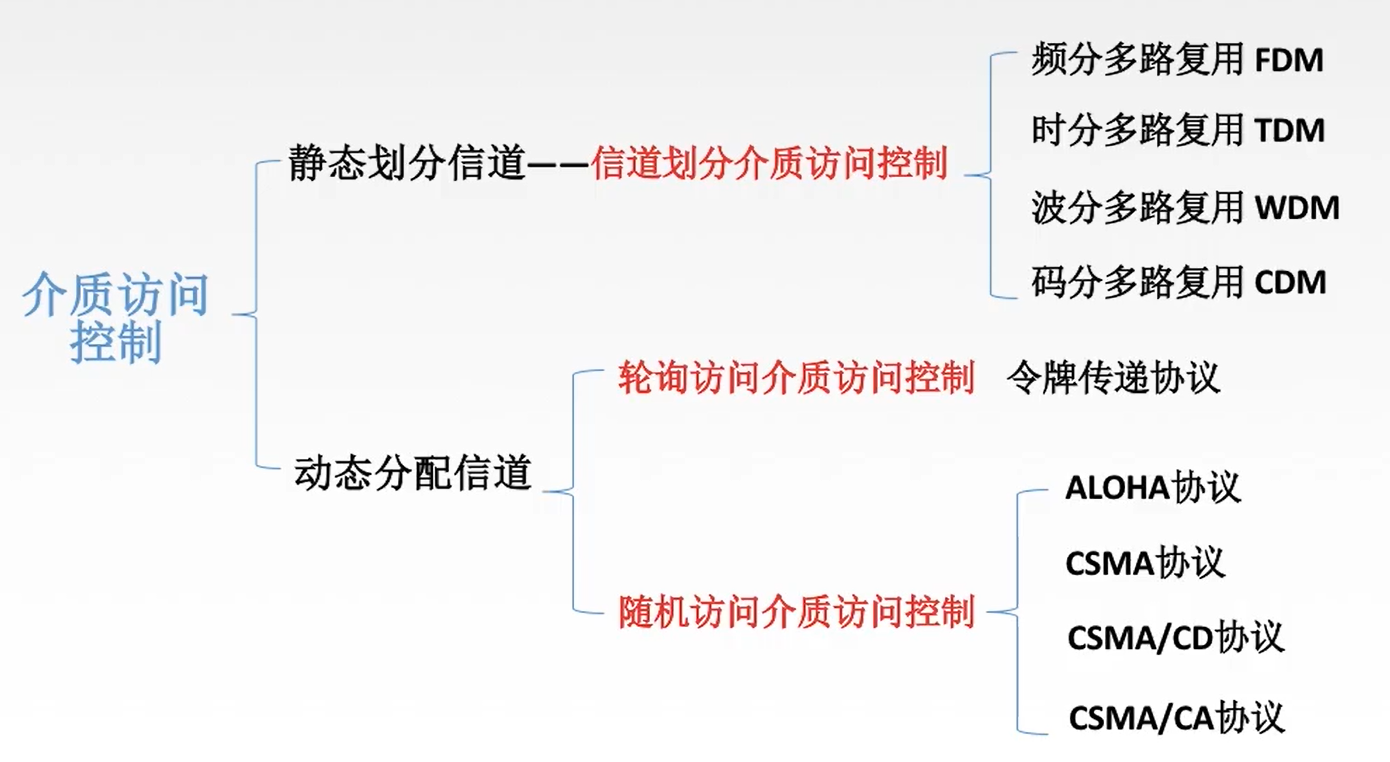 频分多路复用 FDM
时分多路复用 TDM
静态划分信道——信道划分介质访问控制
波分多路复用 WDM
码分多路复用 CDM
介质访问
控制
轮询访问介质访问控制 令牌传递协议
动态分配信道
ALOHA协议
CSMA协议
随机访问介质访问控制
CSMA/CD协议
CSMA/CA协议